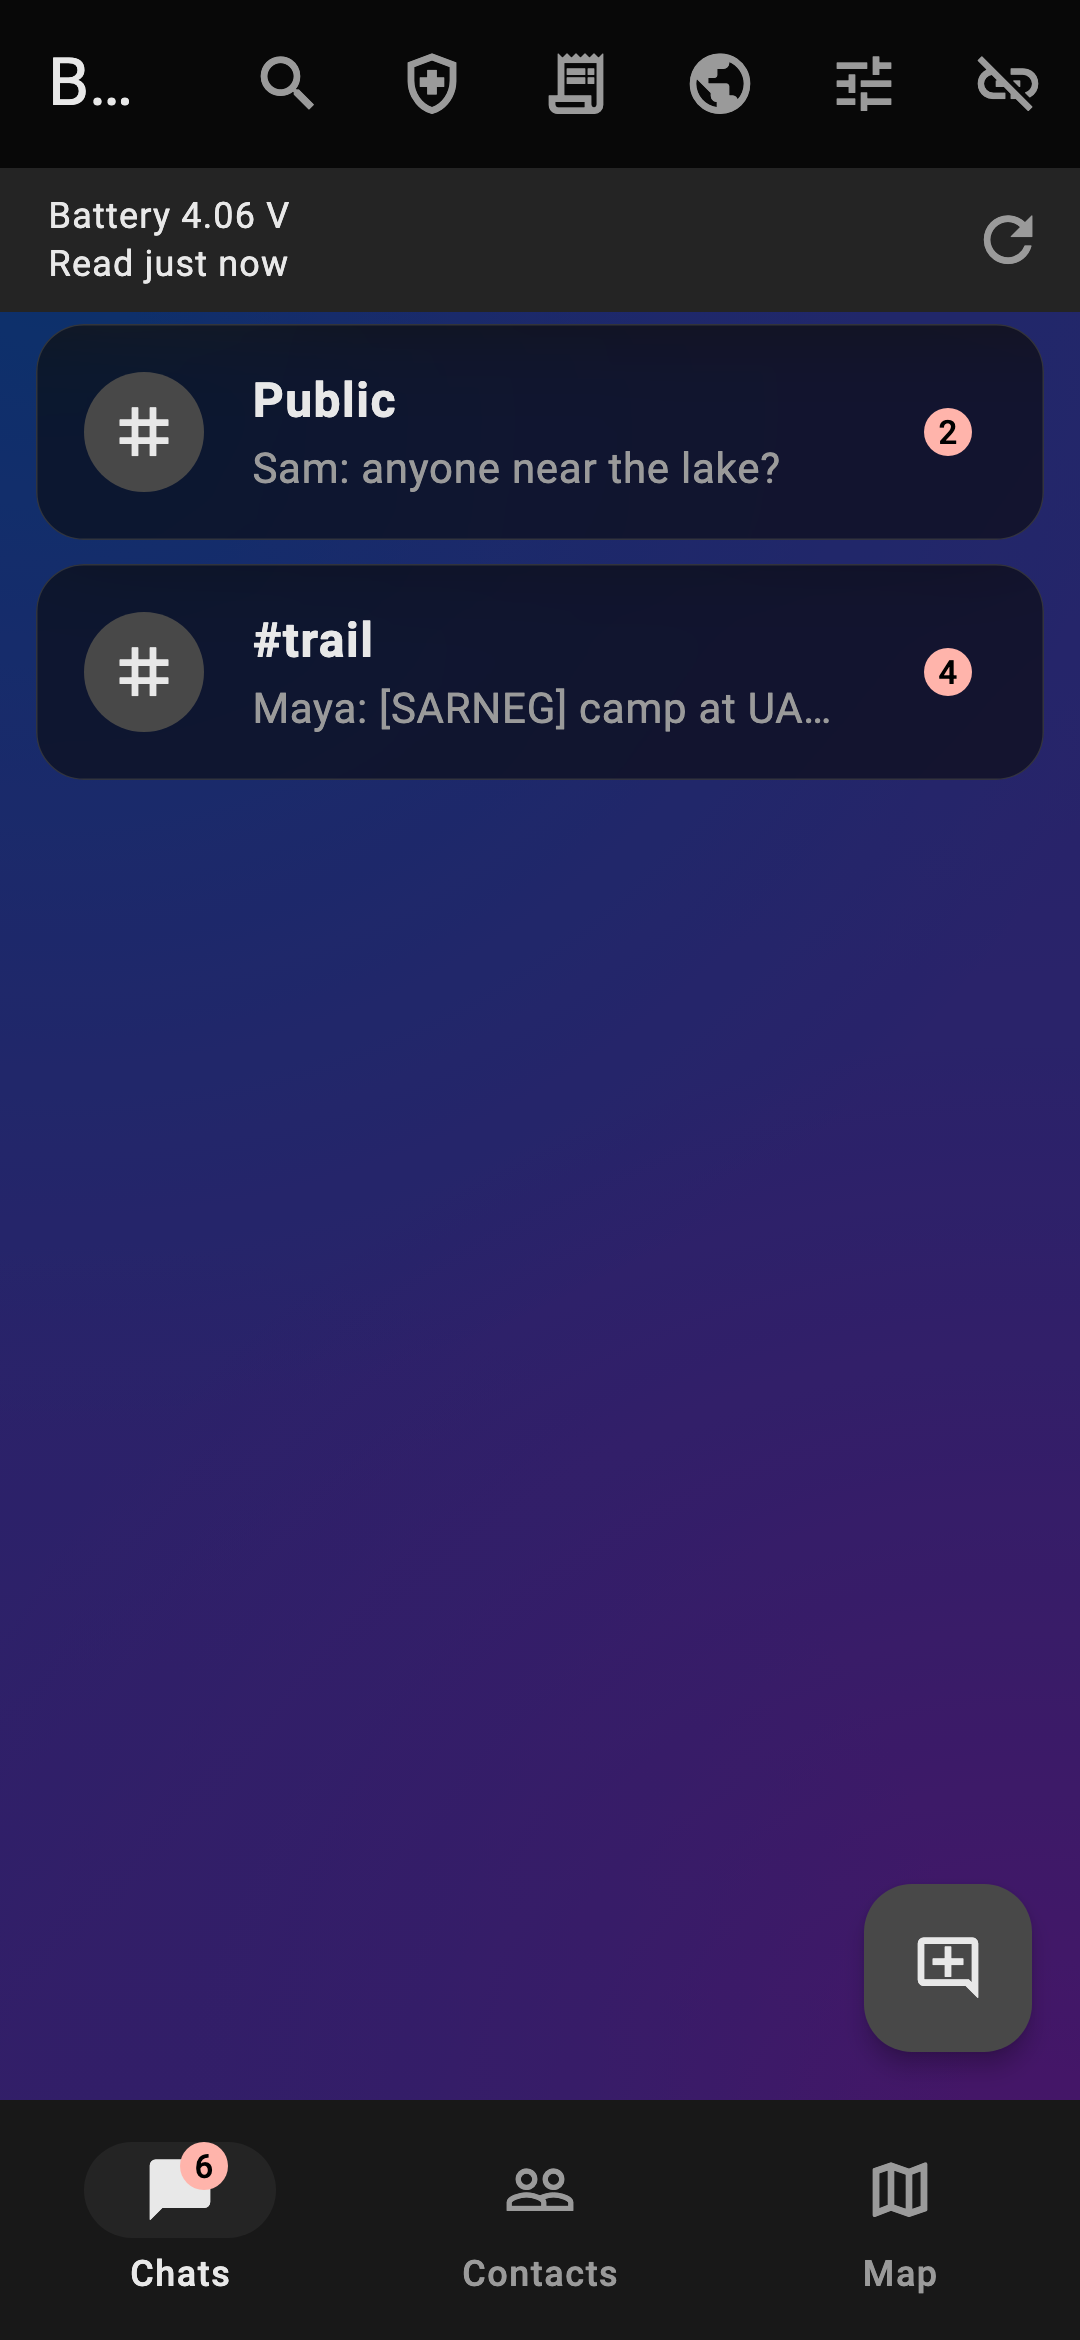 B...
Battery 4.06 V
Read just now
Public
Sam: anyone near the lake?
2
#trail
Maya: [SARNEG] camp at UA...
4
6
Chats
Contacts
Map